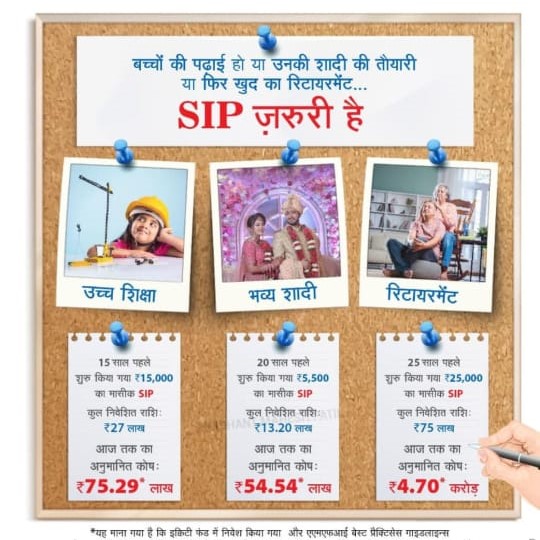 बच्चों की पढाई हो या उनकी शादी की तौयारी
या फिर खुद का रिटायरमेंट...
SIP ज़रुरी है
उच्च शिक्षा
भव्य शादी
रिटायरमेंट
15 साल पहले
शुरु किया गया ₹15,000
का मासीक SIP
कुल निवेशित राशि:
₹27 लाख
आज तक का
अनुमानित कोष:
₹75.29* लाख
20 साल पहले
शुरु किया गया ₹5,500
का मासीक SIP
कुल निवेशित राशि:
₹13.20 लाख
आज तक का
अनुमानित कोष:
₹54.54* लाख
25 साल पहले
शुरु किया गया ₹25,000
का मासीक SIP
कुल निवेशित राशि:
₹75 लाख
आज तक का
अनुमानित कोष:
₹4.70* करोड़
*यह माना गया है कि इक्विटी फंड में निवेश किया गया और एएमएफआई बेस्ट प्रैक्टिसेस गाइडलाइन्स